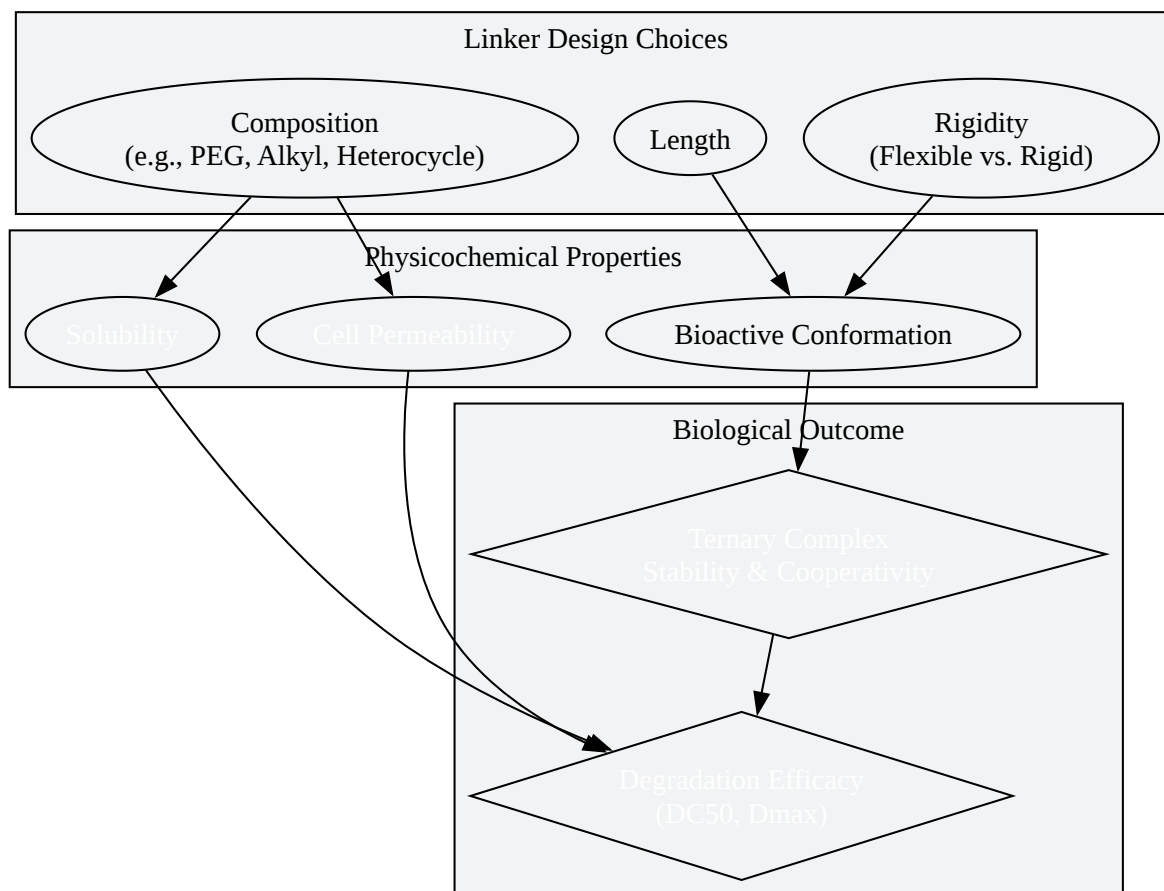 Linker Design Choices
Composition
(e.g., PEG, Alkyl, Heterocycle)
Length
Rigidity
(Flexible vs. Rigid)
Physicochemical Properties
Solubility
Cell Permeability
Bioactive Conformation
Biological Outcome
Ternary Complex
Stability & Cooperativity
Degradation Efficacy
(DC50, Dmax)